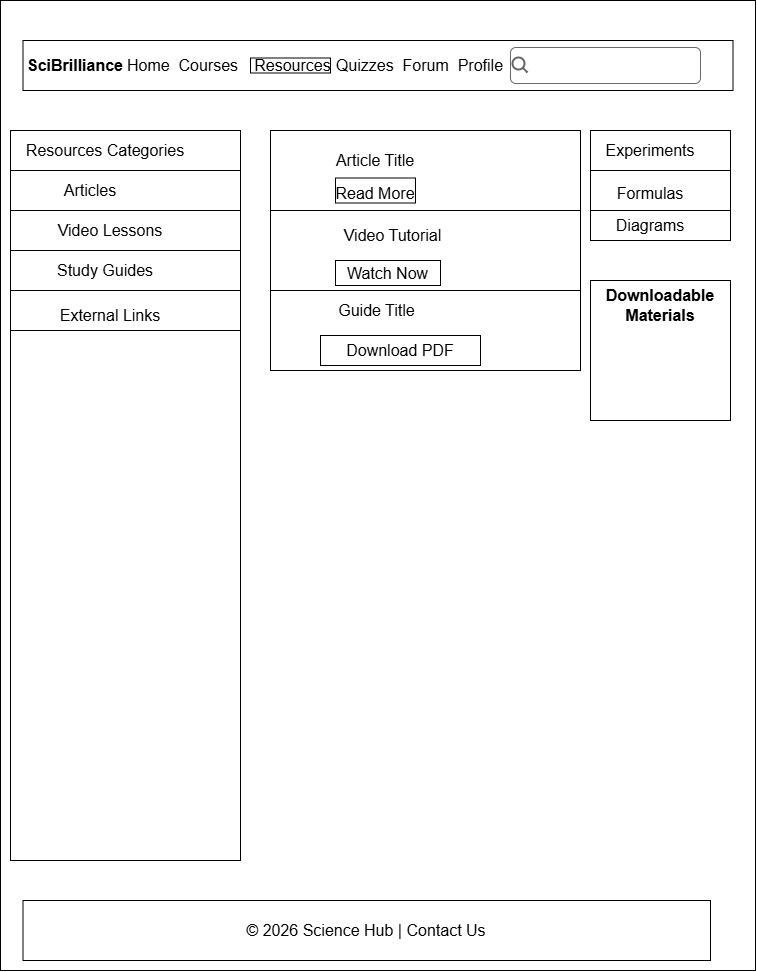 SciBrilliance Home Courses Resources Quizzes Forum Profile
Resources Categories
Articles
Video Lessons
Study Guides
External Links
Article Title
Read More
Video Tutorial
Watch Now
Guide Title
Download PDF
Experiments
Formulas
Diagrams
Downloadable
Materials
© 2026 Science Hub | Contact Us